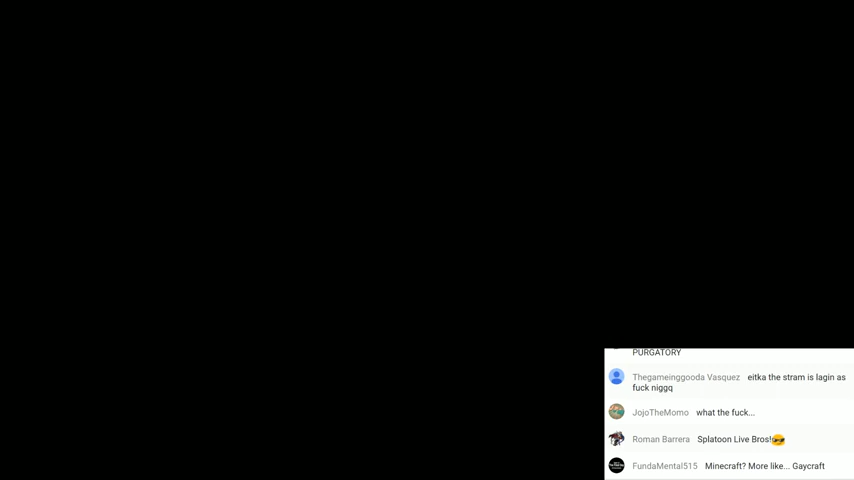 PURGATORY
Thegameinggooda Vasquez eitka the stram is lagin as
fuck niggq
JojoTheMomo what the fuck...
Roman Barrera Splatoon Live Bros!😎
FundaMental515 Minecraft? More like... Gaycraft